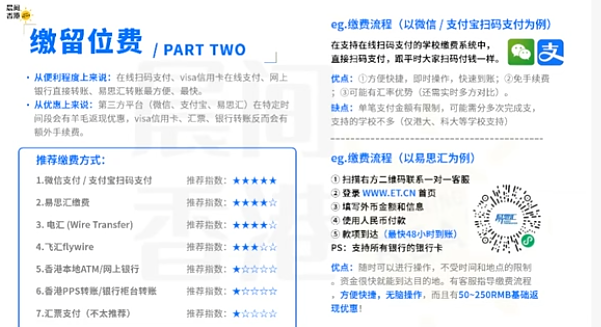 晨间
香港
缴留位费 / PART TWO
· 从便利程度上来说：在线扫码支付、visa信用卡在线支付、网上
银行直接转账、易思汇转账最方便、最快。
· 从优惠上来说：第三方平台（微信、支付宝、易思汇）在特定时
间段会有羊毛返现优惠，visa信用卡、汇票、银行转账反而会有
额外手续费。
推荐缴费方式：
1.微信支付 / 支付宝扫码支付 推荐指数：★★★★★
2.易思汇缴费 推荐指数：★★★★☆
3. 电汇 (Wire Transfer) 推荐指数：★★★★☆
4.飞汇flywire 推荐指数：★★★☆☆
5.香港本地ATM/网上银行 推荐指数：★☆☆☆☆
6.香港PPS转账/银行柜台转账 推荐指数：★☆☆☆☆
7.汇票支付（不太推荐） 推荐指数：★☆☆☆☆
eg.缴费流程（以微信 / 支付宝扫码支付为例）
在支持在线扫码支付的学校缴费系统中，
直接扫码支付，跟平时大家扫码付钱一样。
支
优点：①方便快捷，即时操作，快速到账；②免手续费
；③可能有汇率优势（还需实时多方对比）。
缺点：单笔支付金额有限制，可能需分多次完成支，
支持的学校不多（仅港大、科大等学校支持）
eg.缴费流程（以易思汇为例）
① 扫描右方二维码联系一对一客服
② 登录 WWW.ET.CN 首页
③ 填写外币金额和信息
④ 使用人民币付款
⑤ 款项到达（最快48小时到账）
PS：支持所有银行的银行卡
易思汇
优点：随时可以进行操作，不受时间和地点的限制
。资金很快就能到达目的地。有客服指导缴费流程
，方便快捷，无脑操作，而且有50~250RMB基础返
现优惠！
晨间
香港